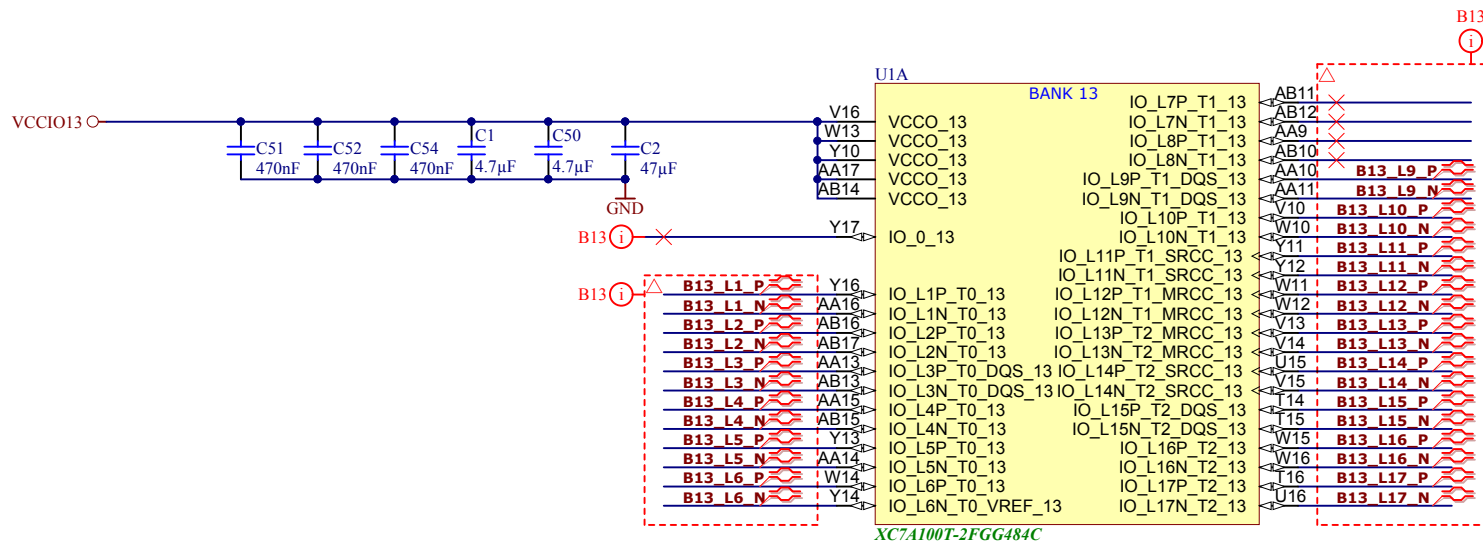 B13
i
U1A
BANK 13
VCCIO13
C51
470nF
C52
470nF
C54
470nF
C1
4.7µF
C50
4.7µF
C2
47µF
GND
V16 VCCO_13
W13 VCCO_13
Y10 VCCO_13
AA17 VCCO_13
AB14 VCCO_13
B13 i Y17 IO_0_13
B13 i
B13_L1_P Y16 IO_L1P_T0_13
B13_L1_N AA16 IO_L1N_T0_13
B13_L2_P AB16 IO_L2P_T0_13
B13_L2_N AB17 IO_L2N_T0_13
B13_L3_P AA13 IO_L3P_T0_DQS_13
B13_L3_N AB13 IO_L3N_T0_DQS_13
B13_L4_P AA15 IO_L4P_T0_13
B13_L4_N AB15 IO_L4N_T0_13
B13_L5_P Y13 IO_L5P_T0_13
B13_L5_N AA14 IO_L5N_T0_13
B13_L6_P W14 IO_L6P_T0_13
B13_L6_N Y14 IO_L6N_T0_VREF_13
IO_L7P_T1_13 AB11
IO_L7N_T1_13 AB12
IO_L8P_T1_13 AA9
IO_L8N_T1_13 AB10
IO_L9P_T1_DQS_13 AA10 B13_L9_P
IO_L9N_T1_DQS_13 AA11 B13_L9_N
IO_L10P_T1_13 V10 B13_L10_P
IO_L10N_T1_13 W10 B13_L10_N
IO_L11P_T1_SRCC_13 Y11 B13_L11_P
IO_L11N_T1_SRCC_13 Y12 B13_L11_N
IO_L12P_T1_MRCC_13 W11 B13_L12_P
IO_L12N_T1_MRCC_13 W12 B13_L12_N
IO_L13P_T2_MRCC_13 V13 B13_L13_P
IO_L13N_T2_MRCC_13 V14 B13_L13_N
IO_L14P_T2_SRCC_13 U15 B13_L14_P
IO_L14N_T2_SRCC_13 V15 B13_L14_N
IO_L15P_T2_DQS_13 T14 B13_L15_P
IO_L15N_T2_DQS_13 T15 B13_L15_N
IO_L16P_T2_13 W15 B13_L16_P
IO_L16N_T2_13 W16 B13_L16_N
IO_L17P_T2_13 T16 B13_L17_P
IO_L17N_T2_13 U16 B13_L17_N
XC7A100T-2FGG484C